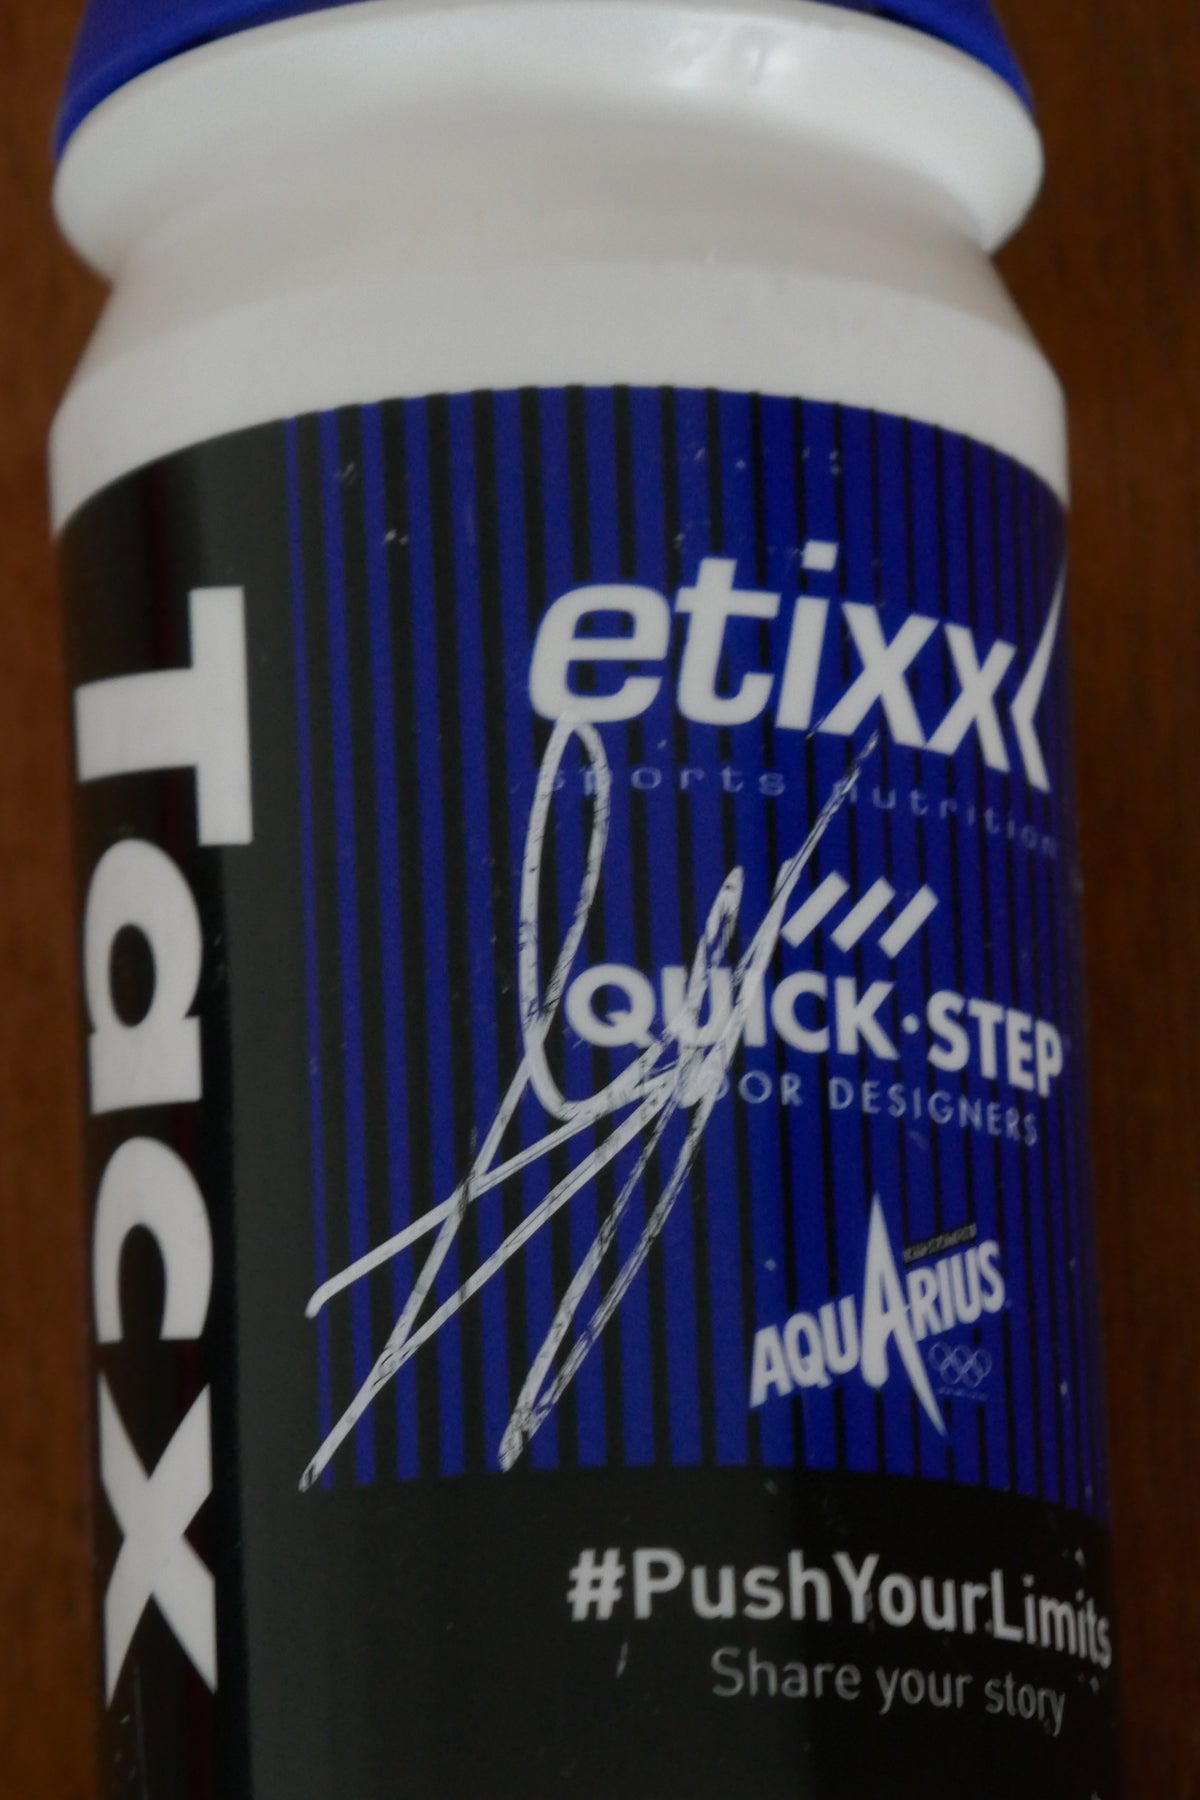 Tacx
etixx
sports nutrition
QUICK·STEP
FLOOR DESIGNERS
AQUARIUS
#PushYourLimits
Share your story